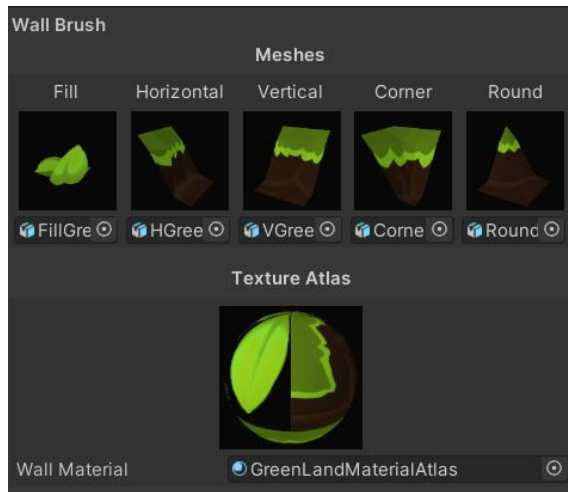 Wall Brush
Meshes
Fill Horizontal Vertical Corner Round
FillGre HGree VGree Corne Round
Texture Atlas
Wall Material GreenLandMaterialAtlas